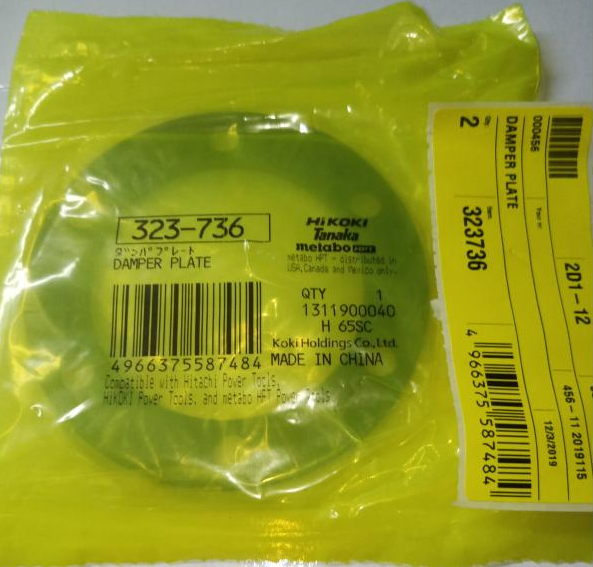 323-736
ダンパプレート
DAMPER PLATE
4966375587484
Compatible with Hitachi Power Tools,
HiKOKI Power Tools, and metabo HPT Power Tools
HiKOKI
Tanaka
metabo HPT
metabo HPT - distributed in
USA, Canada and Mexico only.
QTY 1
1311900040
H 65SC
Koki Holdings Co., Ltd.
MADE IN CHINA
000456
DAMPER PLATE
2
2D1-12
323736
456-11 2019115
12/3/2019
4 966375 587484